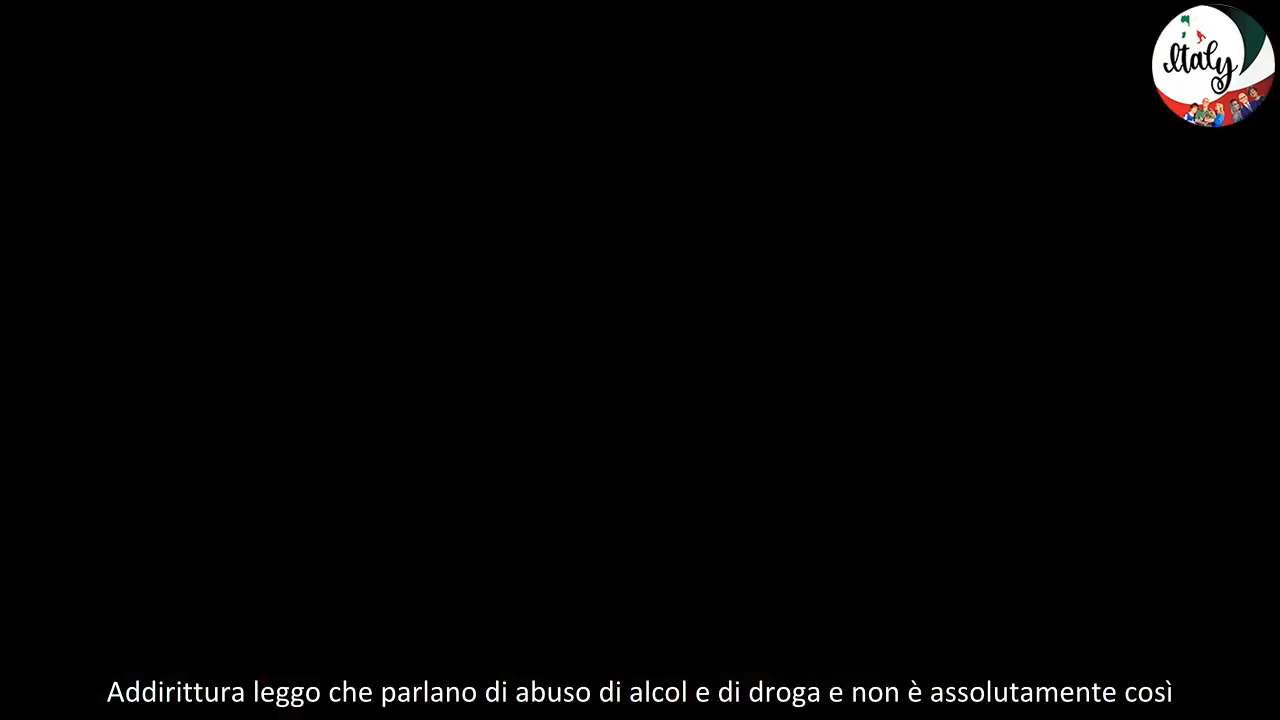 Italy
Addirittura leggo che parlano di abuso di alcol e di droga e non è assolutamente così